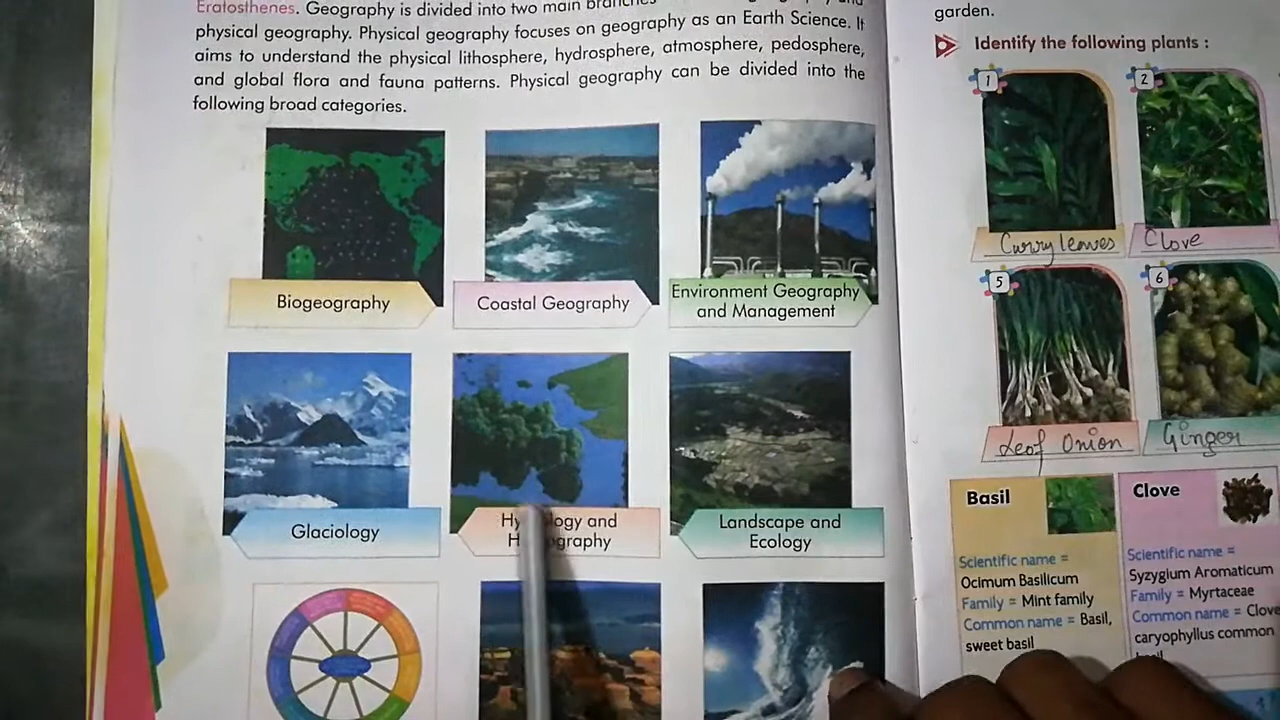 Eratosthenes. Geography is divided into two main branches
physical geography. Physical geography focuses on geography as an Earth Science. It
aims to understand the physical lithosphere, hydrosphere, atmosphere, pedosphere,
and global flora and fauna patterns. Physical geography can be divided into the
following broad categories.
Biogeography
Coastal Geography
Environment Geography
and Management
Glaciology
and
Landscape and
Ecology
garden.
Identify the following plants :
1
2
Curry leaves
Clove
5
6
Leof Onion
Ginger
Basil
Scientific name =
Ocimum Basilicum
Family = Mint family
Common name = Basil,
sweet basil
Clove
Scientific name =
Syzygium Aromaticum
Family = Myrtaceae
Common name = Clove
caryophyllus common